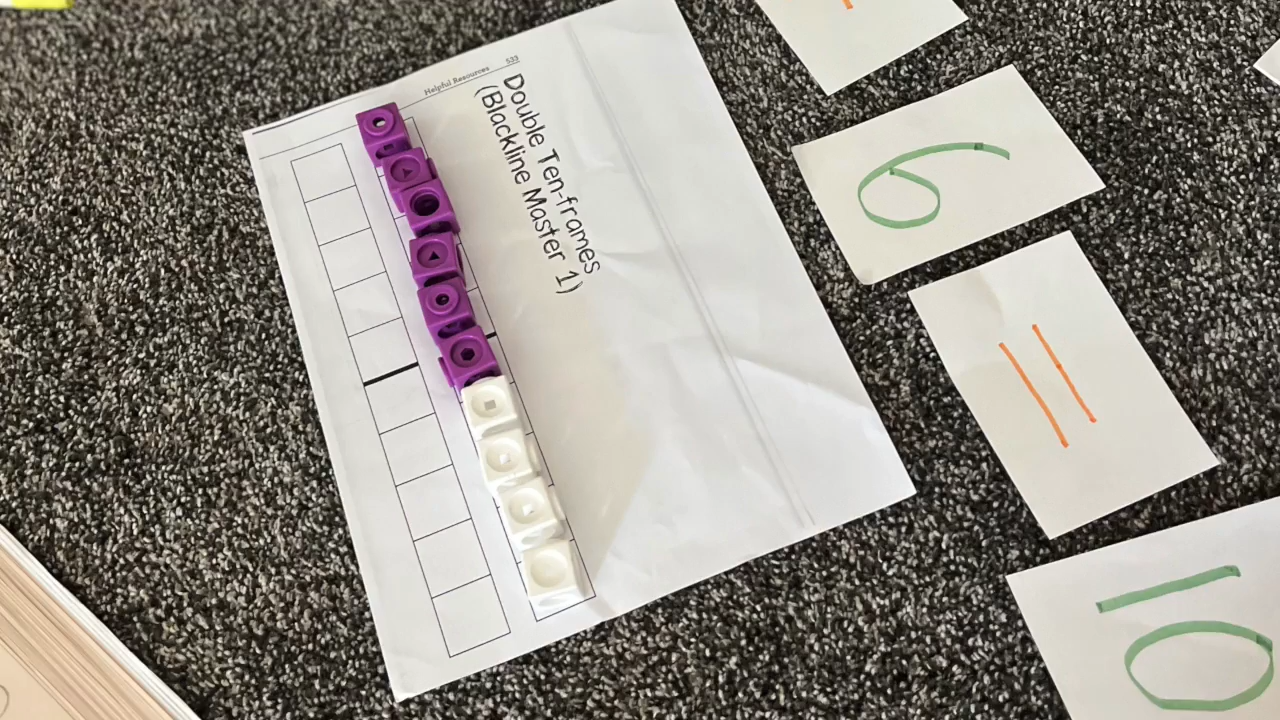 Helpful Resources 533
Double Ten-frames
(Blackline Master 1)
6
=
10